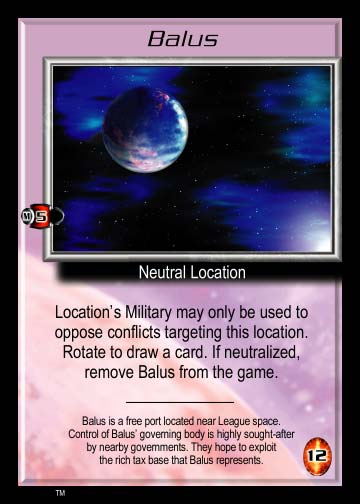 Balus
M 5
Neutral Location
Location's Military may only be used to
oppose conflicts targeting this location.
Rotate to draw a card. If neutralized,
remove Balus from the game.
Balus is a free port located near League space.
Control of Balus' governing body is highly sought-after
by nearby governments. They hope to exploit
the rich tax base that Balus represents.
12
TM